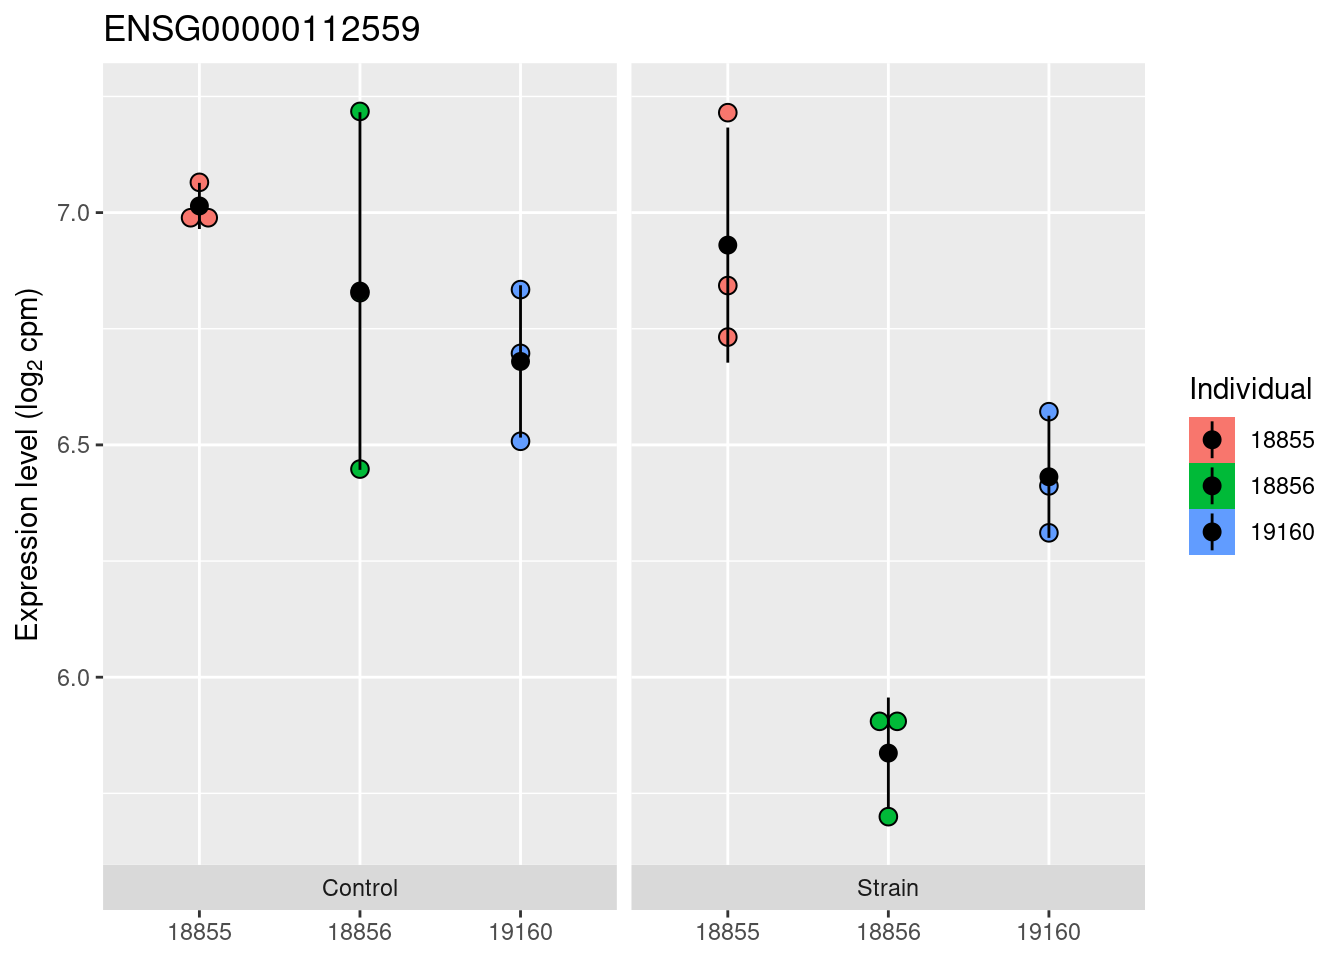 ENSG00000112559
Expression level (log₂ cpm)
7.0
6.5
6.0
Control
Strain
18855
18856
19160
18855
18856
19160
Individual
18855
18856
19160